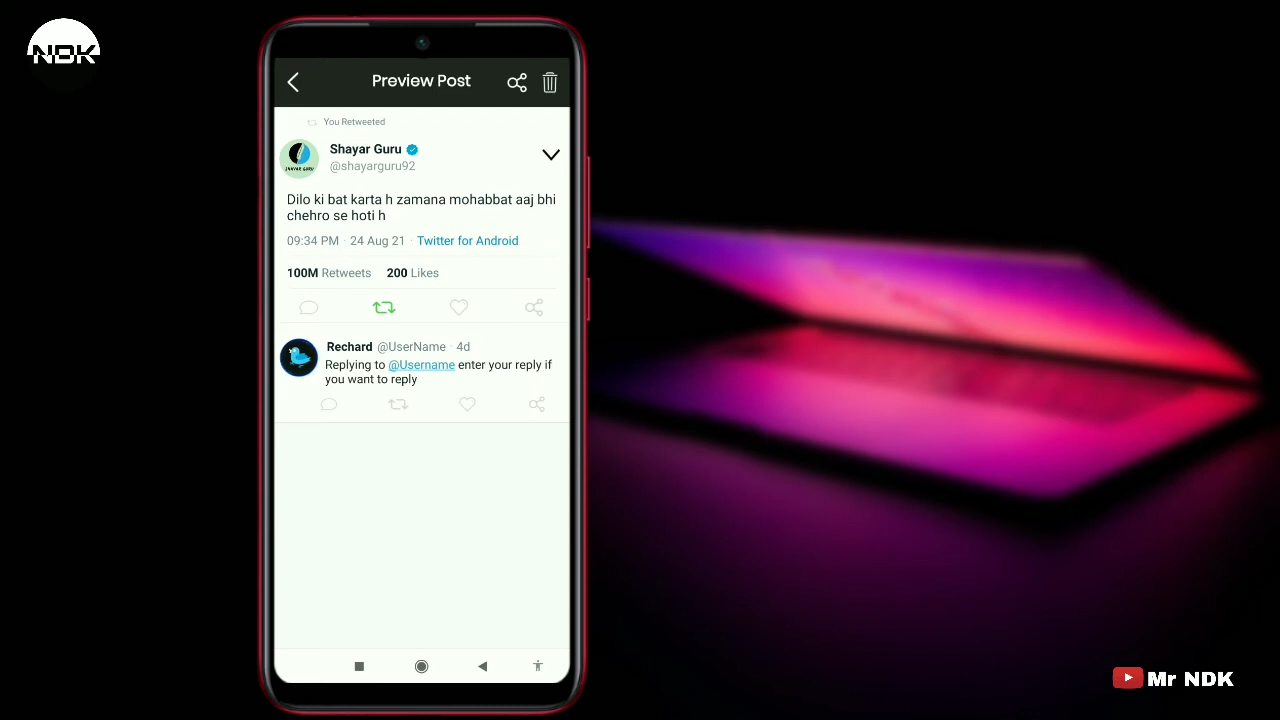 NDK
Preview Post
You Retweeted
Shayar Guru
@shayarguru92
SHAYAR GURU
Dilo ki bat karta h zamana mohabbat aaj bhi
chehro se hoti h
09:34 PM · 24 Aug 21 · Twitter for Android
100M Retweets 200 Likes
Rechard @UserName · 4d
Replying to @Username enter your reply if
you want to reply
Mr NDK